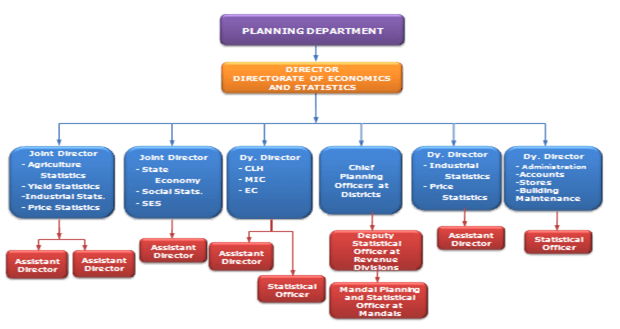 PLANNING DEPARTMENT
DIRECTOR
DIRECTORATE OF ECONOMICS
AND STATISTICS
Joint Director
- Agriculture
Statistics
- Yield Statistics
-Industrial Stats.
- Price Statistics
Joint Director
- State
Economy
- Social Stats.
- SES
Dy. Director
- CLH
- MIC
- EC
Chief
Planning
Officers at
Districts
Dy. Director
- Industrial
Statistics
- Price
Statistics
Dy. Director
- Administration
-Accounts
-Stores
-Building
Maintenance
Assistant
Director
Assistant
Director
Assistant
Director
Assistant
Director
Statistical
Officer
Deputy
Statistical
Officer at
Revenue
Divisions
Mandal Planning
and Statistical
Officer at
Mandals
Assistant
Director
Statistical
Officer